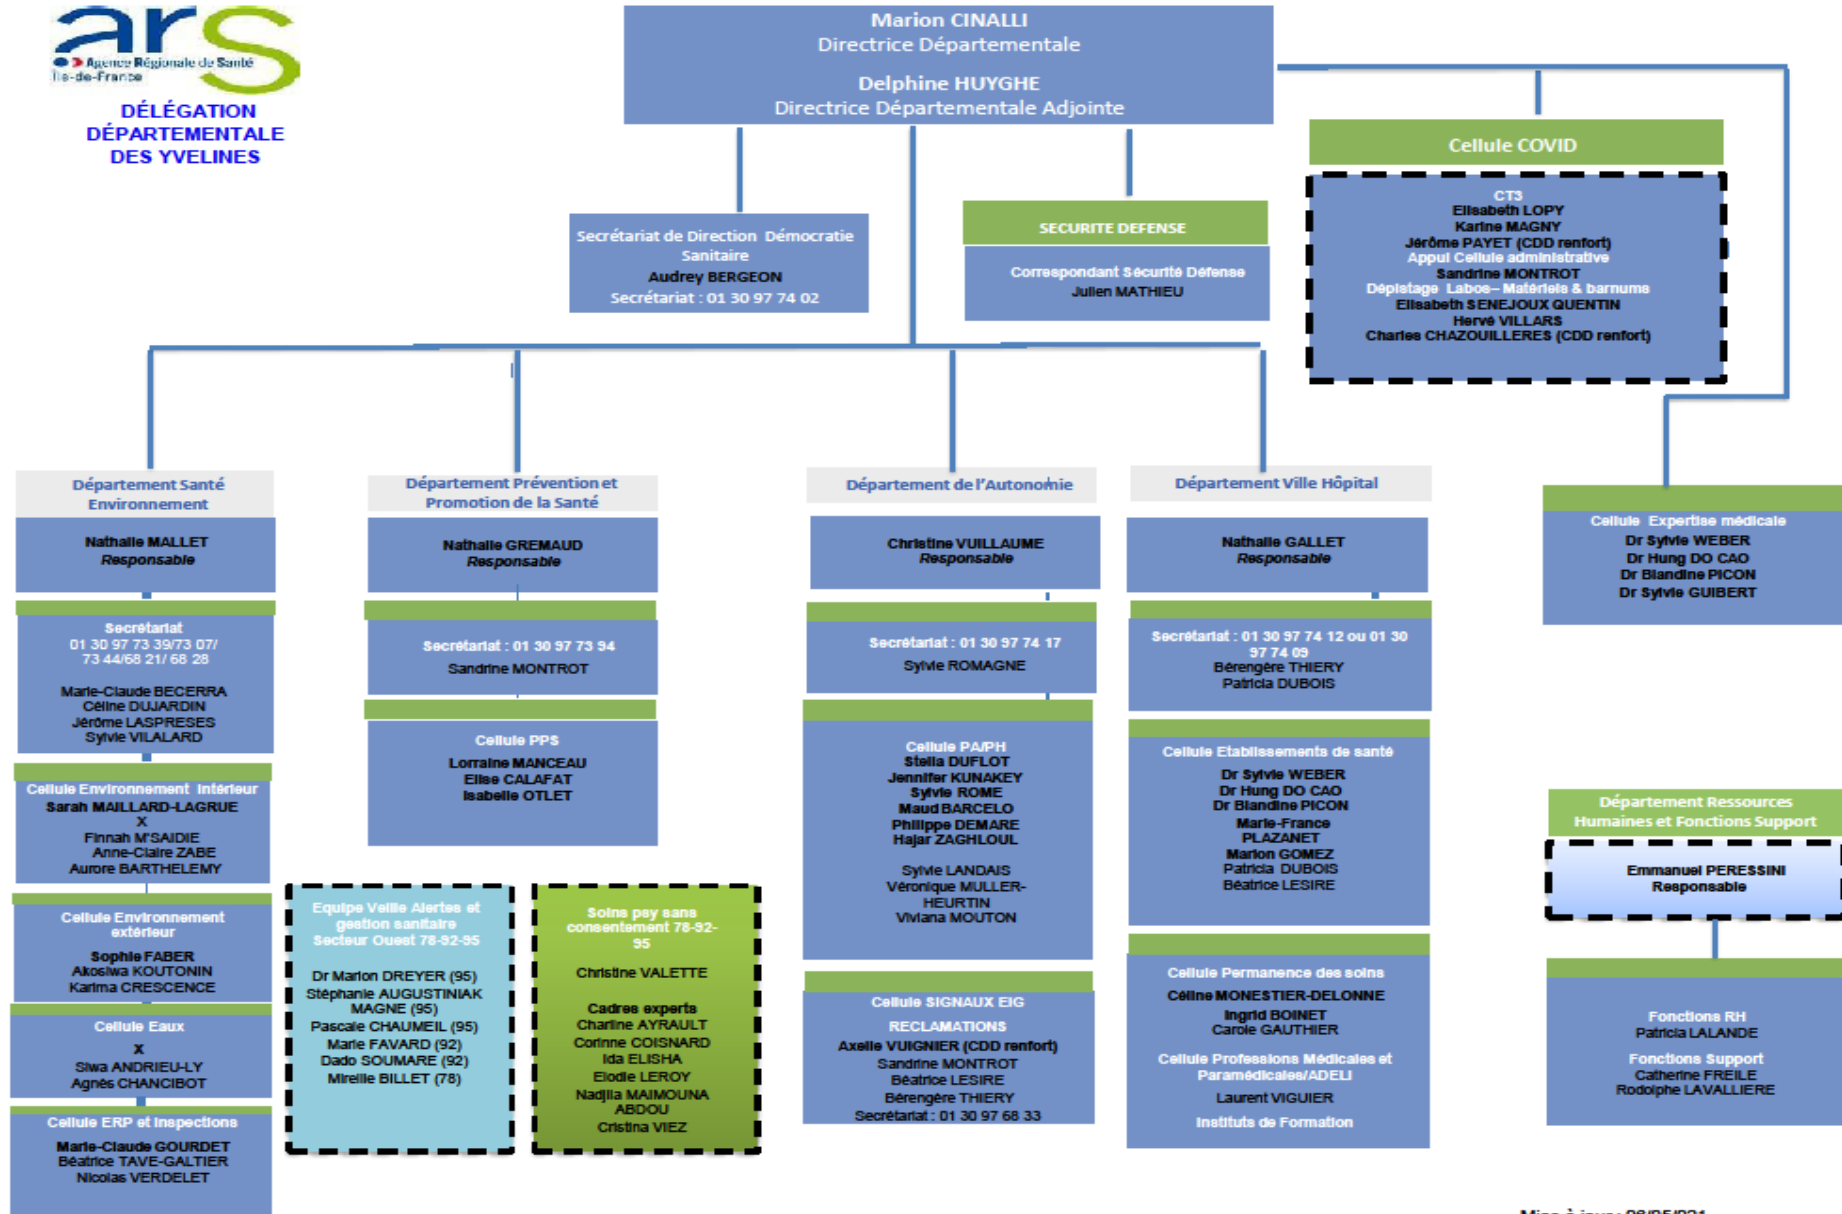 ars
Agence Régionale de Santé
Île-de-France
DÉLÉGATION
DÉPARTEMENTALE
DES YVELINES
Marion CINALLI
Directrice Départementale
Delphine HUYGHE
Directrice Départementale Adjointe
Secrétariat de Direction Démocratie
Sanitaire
Audrey BERGEON
Secrétariat : 01 30 97 74 02
SECURITE DEFENSE
Correspondant Sécurité Défense
Julien MATHIEU
Cellule COVID
CT3
Elisabeth LOPY
Karine MAGNY
Jérôme PAYET (CDD renfort)
Appui Cellule administrative
Sandrine MONTROT
Dépistage Labos– Matériels & barnums
Elisabeth SENEJOUX QUENTIN
Hervé VILLARS
Charles CHAZOUILLERES (CDD renfort)
Département Santé
Environnement
Nathalie MALLET
Responsable
Secrétariat
01 30 97 73 39/73 07/
73 44/68 21/ 68 28
Marie-Claude BECERRA
Céline DUJARDIN
Jérôme LASPRESES
Sylvie VILALARD
Cellule Environnement Intérieur
Sarah MAILLARD-LAGRUE
X
Finnah M'SAIDIE
Anne-Claire ZABE
Aurore BARTHELEMY
Cellule Environnement
extérieur
Sophie FABER
Akosiwa KOUTONIN
Karima CRESCENCE
Cellule Eaux
X
Siwa ANDRIEU-LY
Agnès CHANCIBOT
Cellule ERP et Inspections
Marie-Claude GOURDET
Béatrice TAVE-GALTIER
Nicolas VERDELET
Département Prévention et
Promotion de la Santé
Nathalie GREMAUD
Responsable
Secrétariat : 01 30 97 73 94
Sandrine MONTROT
Cellule PPS
Lorraine MANCEAU
Elise CALAFAT
Isabelle OTLET
Equipe Veille Alertes et
gestion sanitaire
Secteur Ouest 78-92-95
Dr Marion DREYER (95)
Stéphanie AUGUSTINIAK
MAGNE (95)
Pascale CHAUMEIL (95)
Marie FAVARD (92)
Dado SOUMARE (92)
Mireille BILLET (78)
Soins psy sans
consentement 78-92-
95
Christine VALETTE
Cadres experts
Charline AYRAULT
Corinne COISNARD
Ida ELISHA
Elodie LEROY
Nadjlia MAIMOUNA
ABDOU
Cristina VIEZ
Département de l'Autonomie
Christine VUILLAUME
Responsable
Secrétariat : 01 30 97 74 17
Sylvie ROMAGNE
Cellule PA/PH
Stella DUFLOT
Jennifer KUNAKEY
Sylvie ROME
Maud BARCELO
Philippe DEMARE
Hajar ZAGHLOUL
Sylvie LANDAIS
Véronique MULLER-
HEURTIN
Viviana MOUTON
Cellule SIGNAUX EIG
RECLAMATIONS
Axelle VUIGNIER (CDD renfort)
Sandrine MONTROT
Béatrice LESIRE
Bérengère THIERY
Secrétariat : 01 30 97 68 33
Département Ville Hôpital
Nathalie GALLET
Responsable
Secrétariat : 01 30 97 74 12 ou 01 30
97 74 09
Bérengère THIERY
Patricia DUBOIS
Cellule Etablissements de santé
Dr Sylvie WEBER
Dr Hung DO CAO
Dr Blandine PICON
Marie-France
PLAZANET
Marion GOMEZ
Patricia DUBOIS
Béatrice LESIRE
Cellule Permanence des soins
Céline MONESTIER-DELONNE
Ingrid BOINET
Carole GAUTHIER
Cellule Professions Médicales et
Paramédicales/ADELI
Laurent VIGUIER
Instituts de Formation
Cellule Expertise médicale
Dr Sylvie WEBER
Dr Hung DO CAO
Dr Blandine PICON
Dr Sylvie GUIBERT
Département Ressources
Humaines et Fonctions Support
Emmanuel PERESSINI
Responsable
Fonctions RH
Patricia LALANDE
Fonctions Support
Catherine FREILE
Rodolphe LAVALLIERE